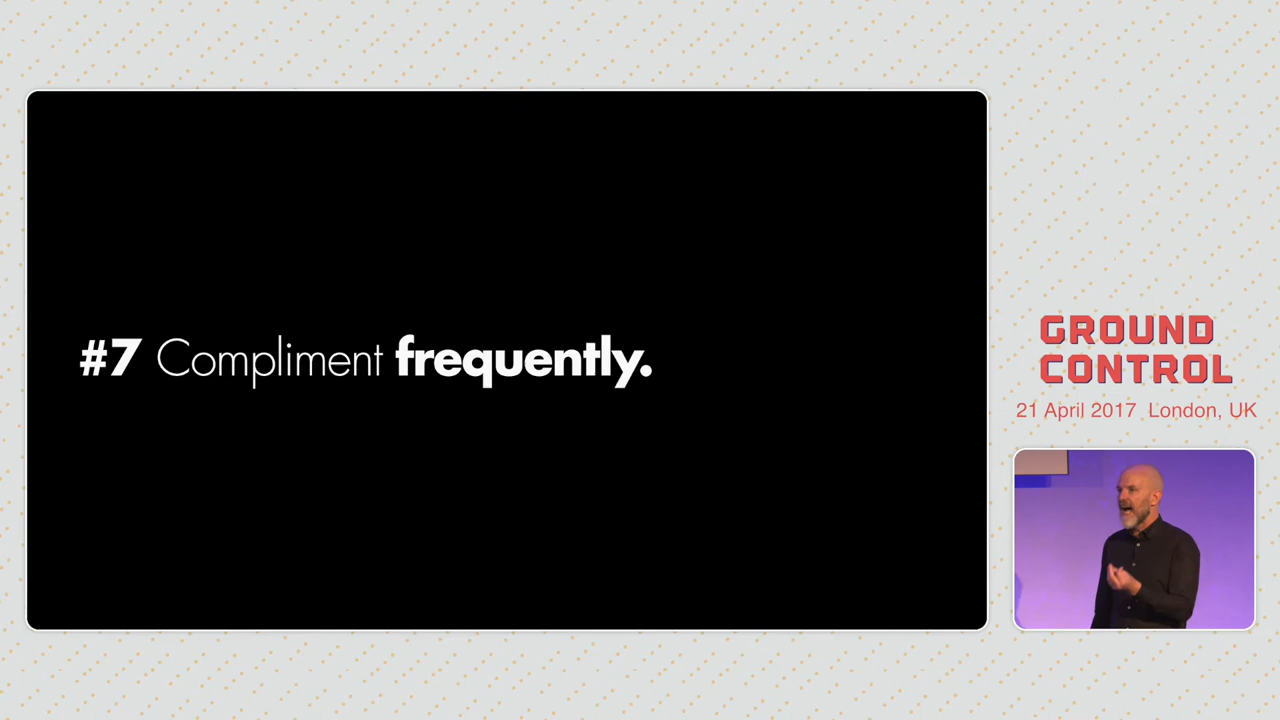 #7 Compliment frequently.
GROUND
CONTROL
21 April 2017 London, UK